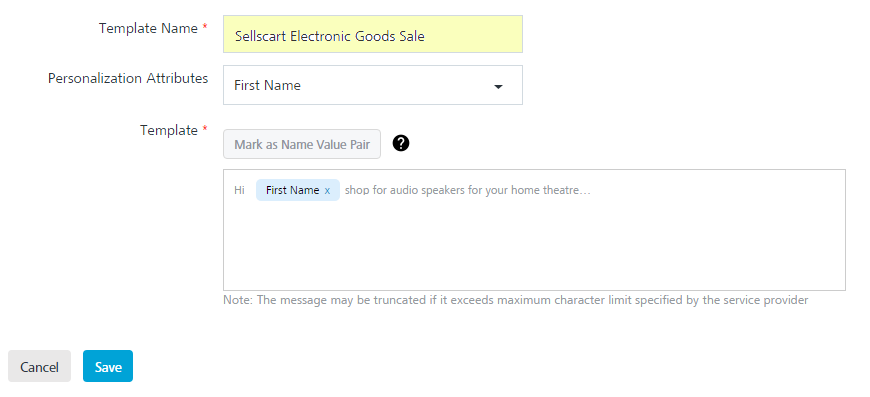 Template Name * Sellscart Electronic Goods Sale
Personalization Attributes First Name
Template * Mark as Name Value Pair ?
Hi First Name x shop for audio speakers for your home theatre...
Note: The message may be truncated if it exceeds maximum character limit specified by the service provider
Cancel Save